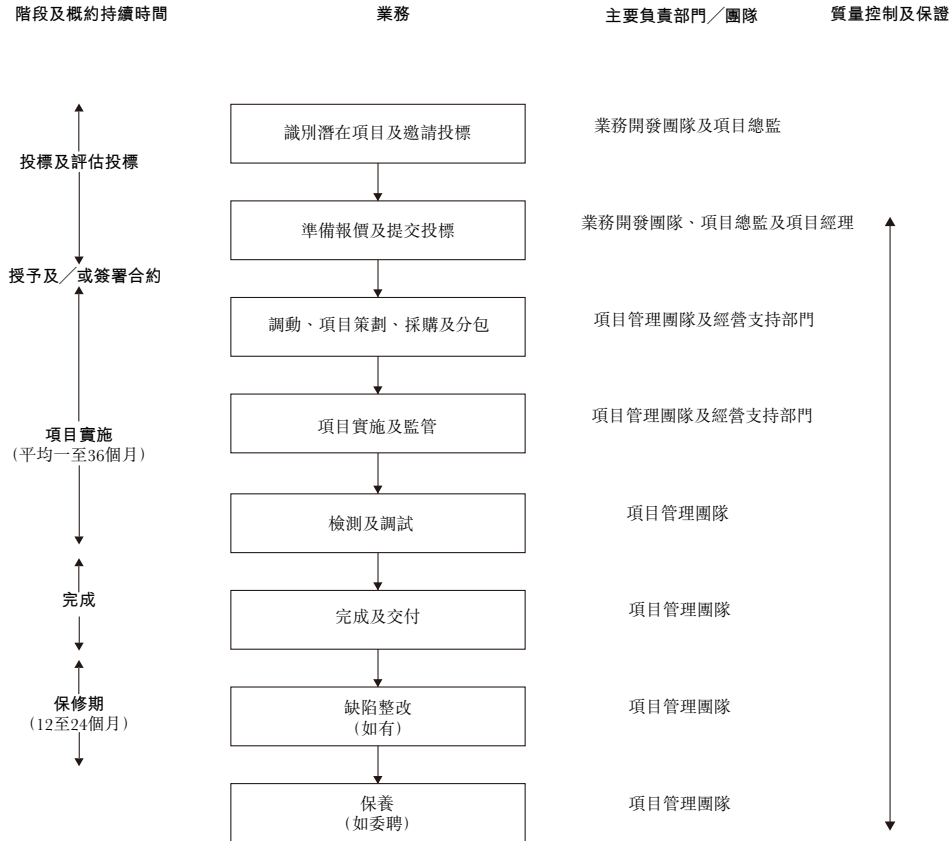 階段及概約持續時間
業務
主要負責部門／團隊
質量控制及保證
識別潛在項目及邀請投標
業務開發團隊及項目總監
投標及評估投標
準備報價及提交投標
業務開發團隊、項目總監及項目經理
授予及／或簽署合約
調動、項目策劃、採購及分包
項目管理團隊及經營支持部門
項目實施及監管
項目管理團隊及經營支持部門
項目實施
（平均一至36個月）
檢測及調試
項目管理團隊
完成
完成及交付
項目管理團隊
保修期
（12至24個月）
缺陷整改
（如有）
項目管理團隊
保養
（如委聘）
項目管理團隊